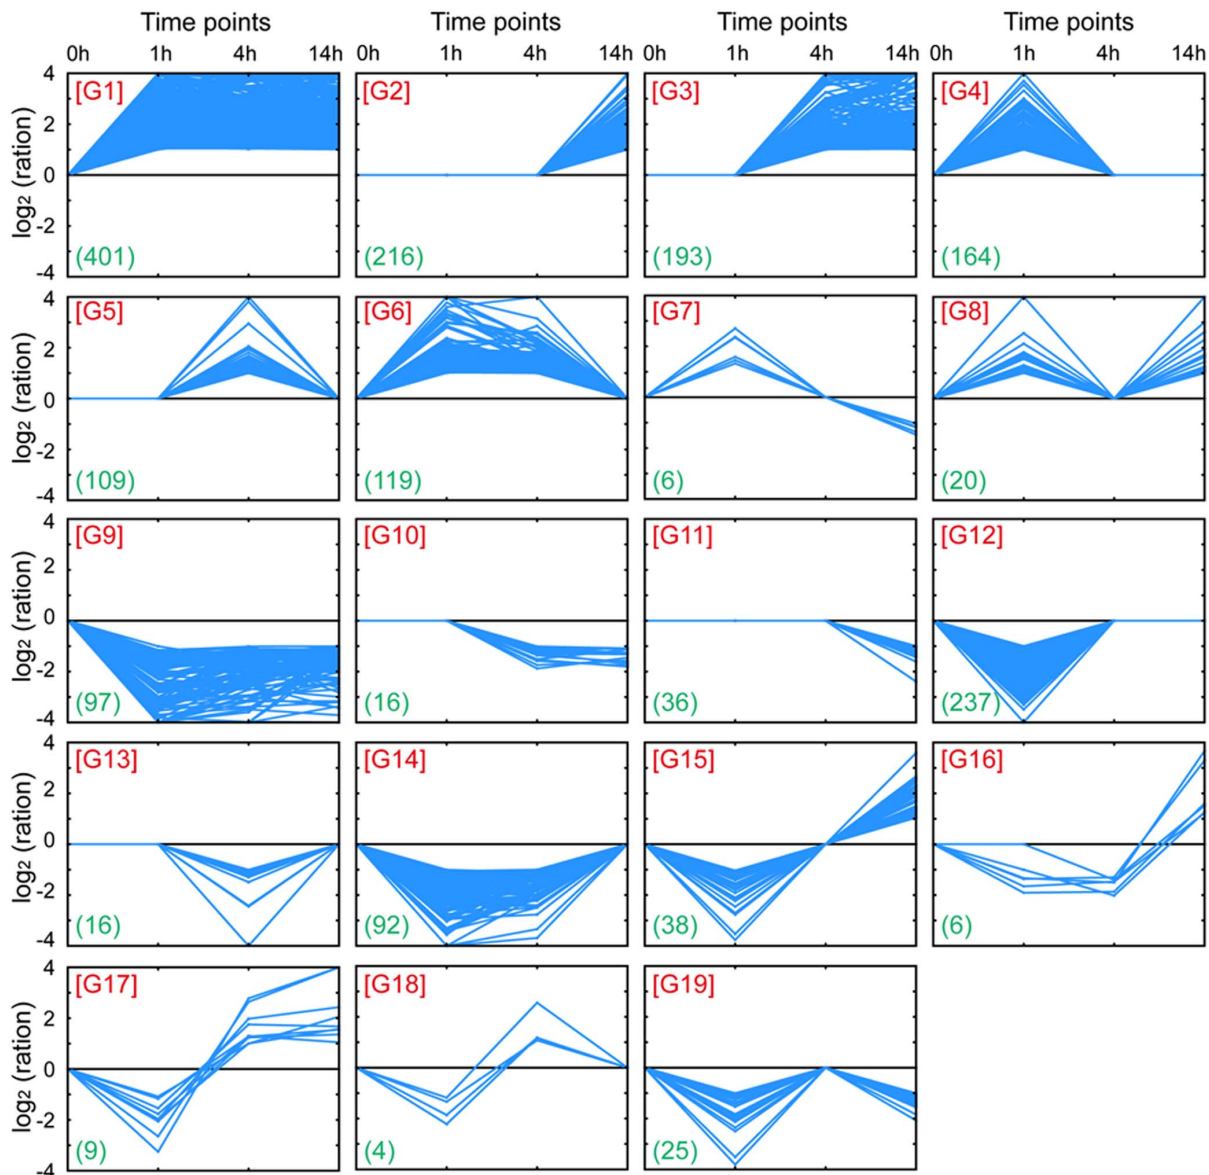 Time points Time points Time points Time points
0h 1h 4h 14h 0h 1h 4h 14h 0h 1h 4h 14h 0h 1h 4h 14h
log2 (ration) 4 2 0 -2 -4 [G1] (401) [G2] (216) [G3] (193) [G4] (164)
log2 (ration) 4 2 0 -2 -4 [G5] (109) [G6] (119) [G7] (6) [G8] (20)
log2 (ration) 4 2 0 -2 -4 [G9] (97) [G10] (16) [G11] (36) [G12] (237)
log2 (ration) 4 2 0 -2 -4 [G13] (16) [G14] (92) [G15] (38) [G16] (6)
log2 (ration) 4 2 0 -2 -4 [G17] (9) [G18] (4) [G19] (25)